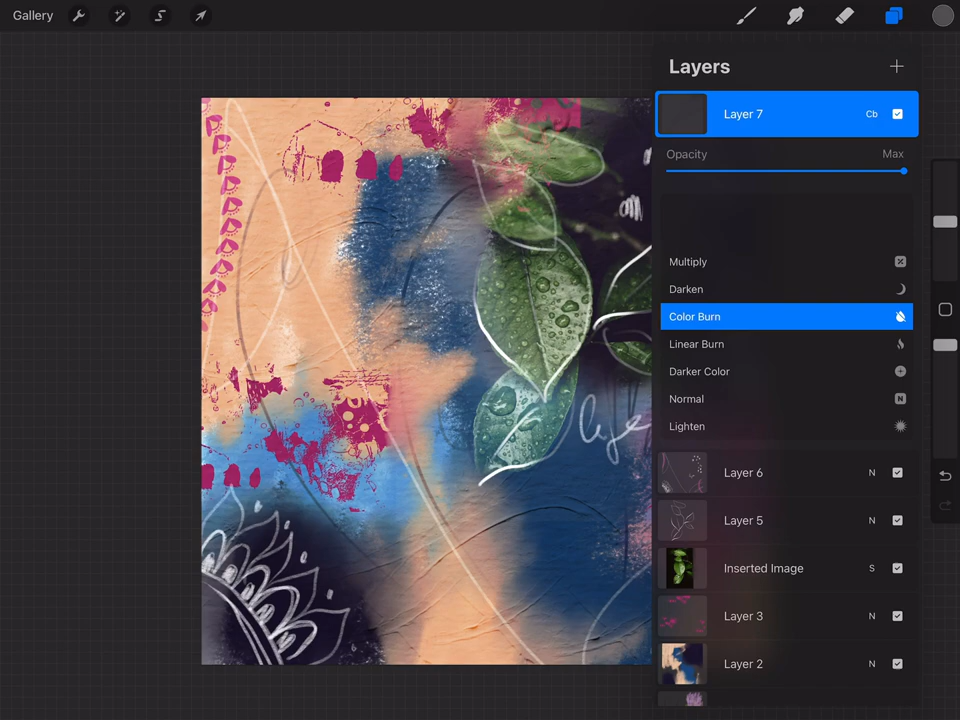 Gallery
Layers
Layer 7 Cb
Opacity Max
Multiply
Darken
Color Burn
Linear Burn
Darker Color
Normal N
Lighten
Layer 6 N
Layer 5 N
Inserted Image S
Layer 3 N
Layer 2 N
life